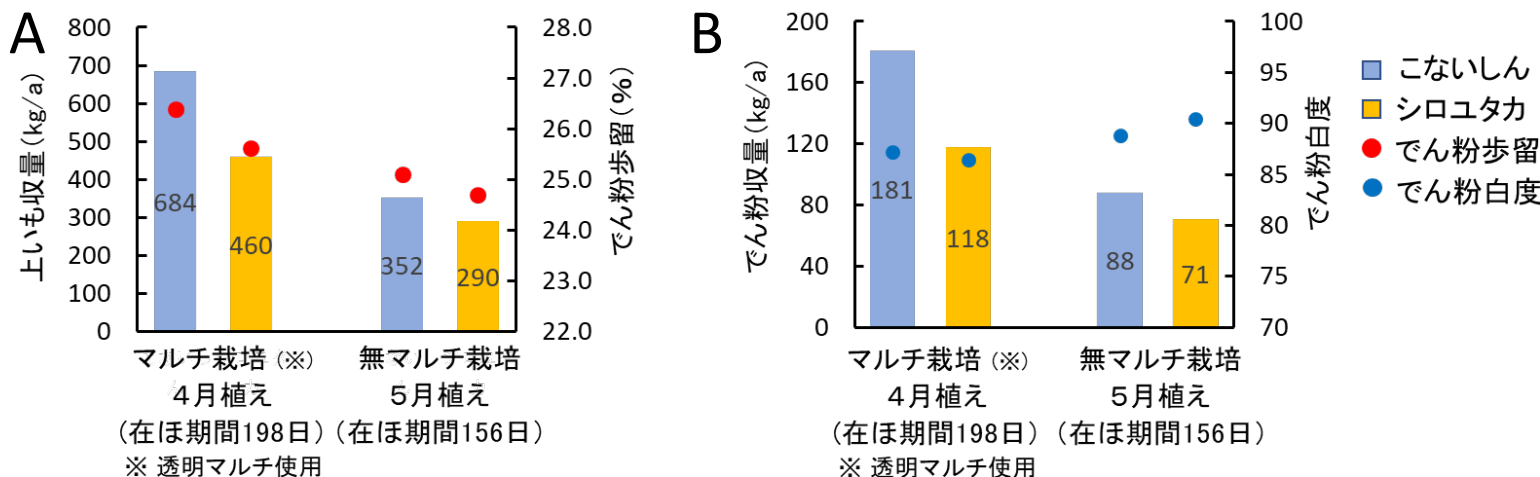 A
上いも収量(kg/a)
800
700
600
500
400
300
200
100
0
684
460
352
290
28.0
27.0
26.0
25.0
24.0
23.0
22.0
でん粉歩留(%)
マルチ栽培(※) 無マルチ栽培
4月植え 5月植え
(在ほ期間198日)(在ほ期間156日)
※ 透明マルチ使用
B
でん粉収量(kg/a)
200
160
120
80
40
0
181
118
88
71
100
95
90
85
80
75
70
でん粉白度
マルチ栽培(※) 無マルチ栽培
4月植え 5月植え
(在ほ期間198日)(在ほ期間156日)
※ 透明マルチ使用
こないしん
シロユタカ
でん粉歩留
でん粉白度